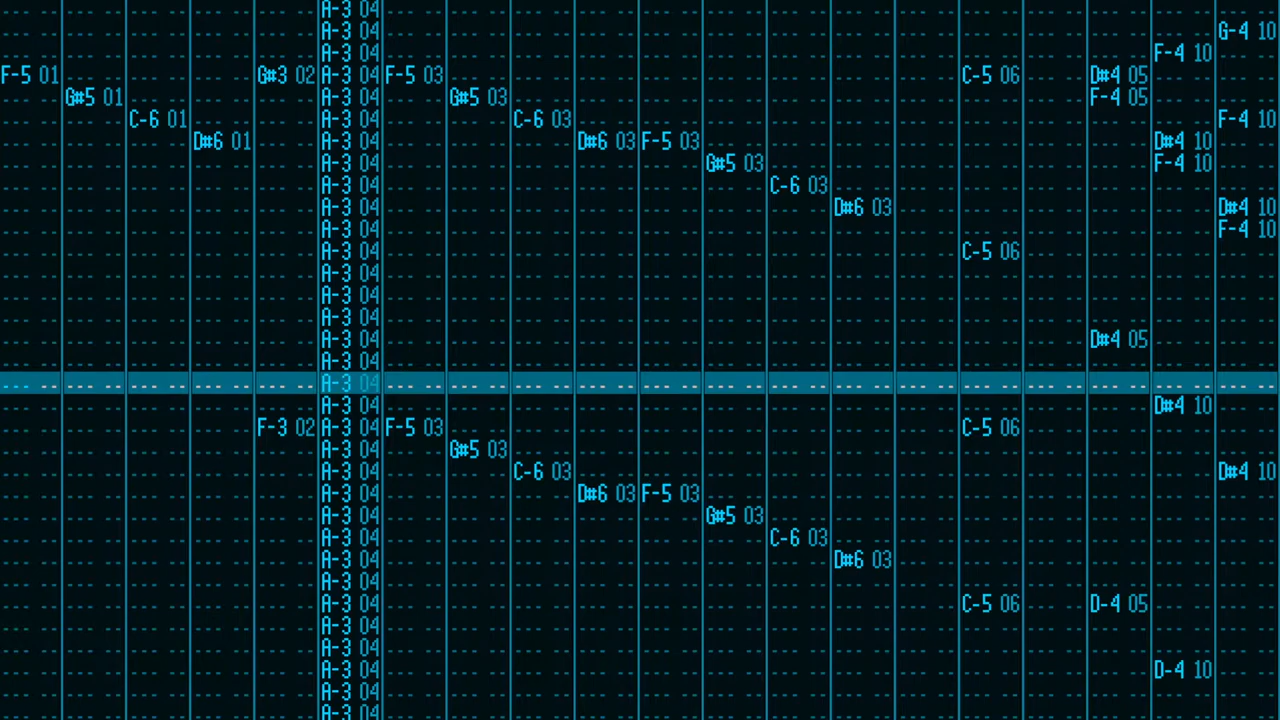 A-3 04
A-3 04 G-4 10
A-3 04 F-4 10
F-5 01 G#3 02 A-3 04 F-5 03 C-5 06 D#4 05
G#5 01 A-3 04 G#5 03 F-4 05
C-6 01 A-3 04 C-6 03 F-4 10
D#6 01 A-3 04 D#6 03 F-5 03 D#4 10
A-3 04 G#5 03 F-4 10
A-3 04 C-6 03
A-3 04 D#6 03 D#4 10
A-3 04 F-4 10
A-3 04 C-5 06
A-3 04
A-3 04
A-3 04
A-3 04 D#4 05
A-3 04
--- -- --- -- --- -- --- -- --- -- A-3 04 --- -- --- -- --- -- --- -- --- -- --- -- --- -- --- -- --- -- --- -- --- -- --- -- --- -- --- --
A-3 04 D#4 10
F-3 02 A-3 04 F-5 03 C-5 06
A-3 04 G#5 03
A-3 04 C-6 03 D#4 10
A-3 04 D#6 03 F-5 03
A-3 04 G#5 03
A-3 04 C-6 03
A-3 04 D#6 03
A-3 04
A-3 04 C-5 06 D-4 05
A-3 04
A-3 04
A-3 04 D-4 10
A-3 04
A-3 04